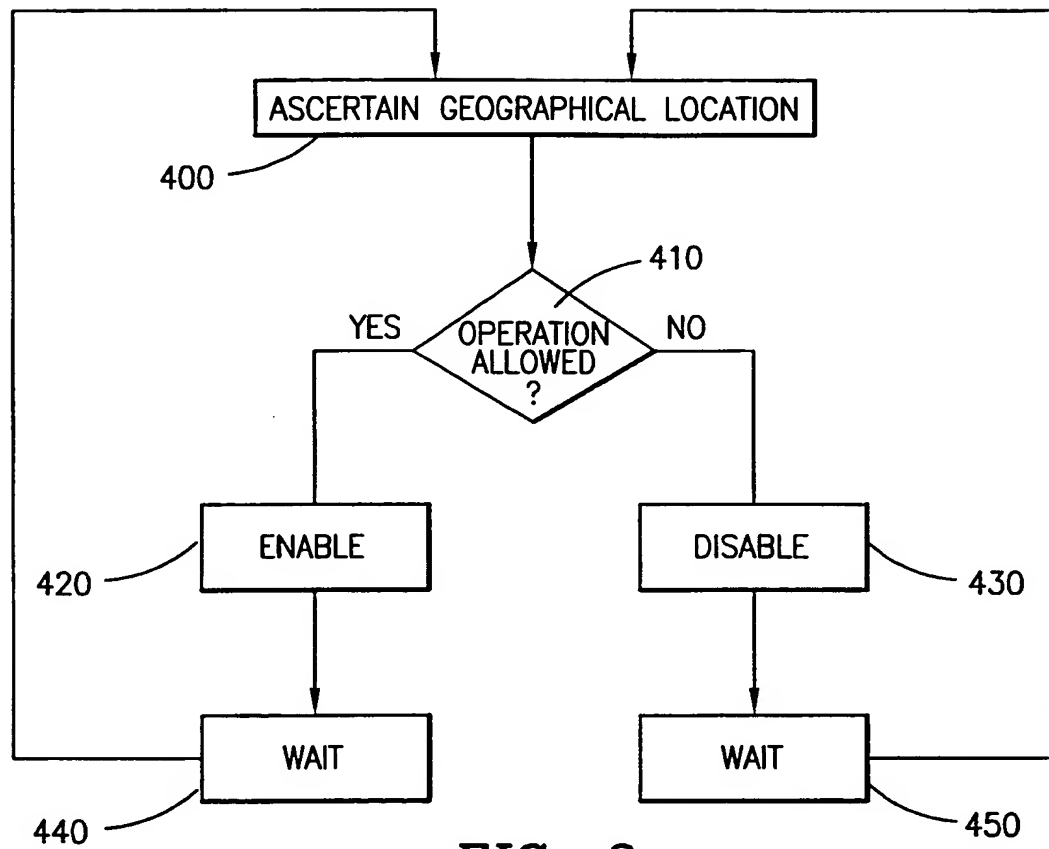 ASCERTAIN GEOGRAPHICAL LOCATION
400
410
YES
OPERATION
ALLOWED
?
NO
ENABLE
420
DISABLE
430
WAIT
440
WAIT
450